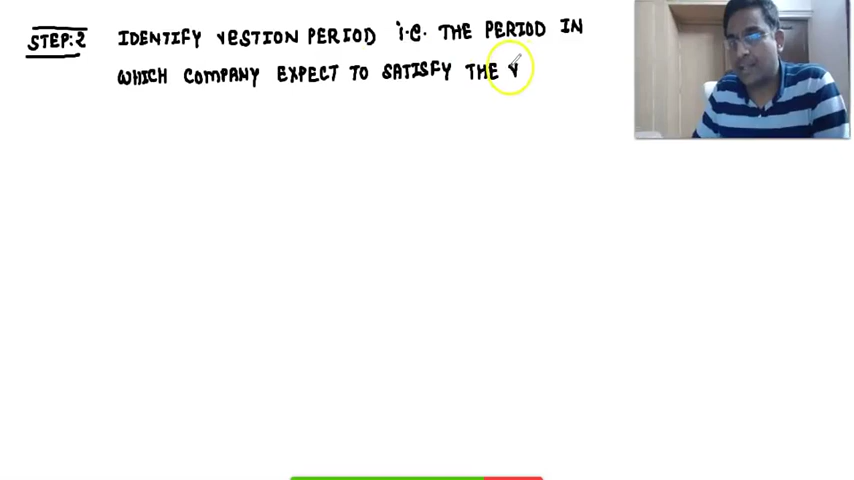 STEP:2 IDENTIFY VESTION PERIOD i.e. THE PERIOD IN
WHICH COMPANY EXPECT TO SATISFY THE V